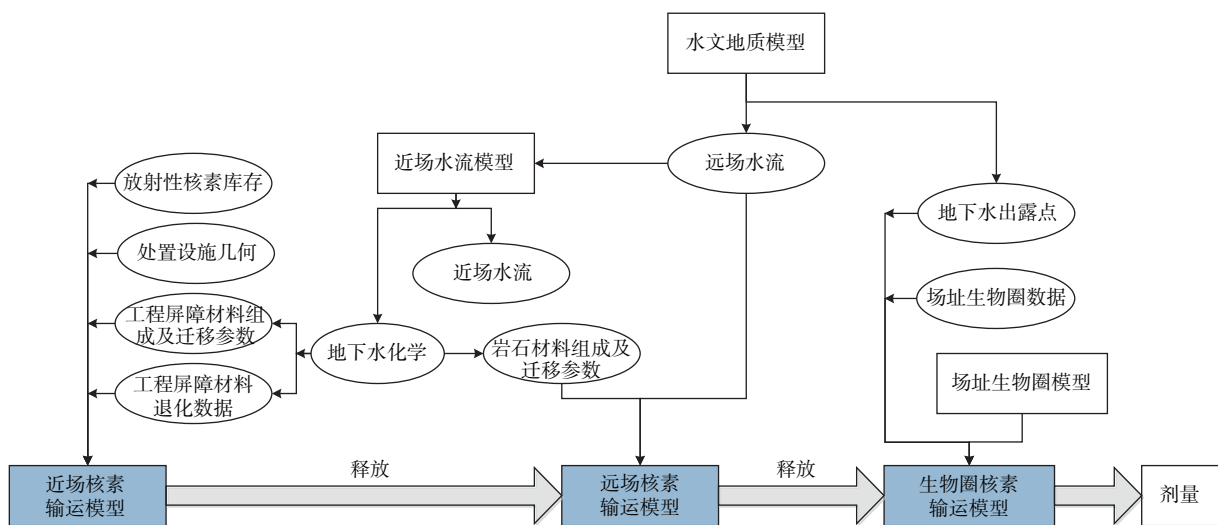 水文地质模型
近场水流模型
远场水流
放射性核素库存
地下水出露点
处置设施几何
近场水流
场址生物圈数据
工程屏障材料组
成及迁移参数
地下水化学
岩石材料组成及
迁移参数
工程屏障材料
退化数据
场址生物圈模型
近场核素
输运模型
释放
远场核素
输运模型
释放
生物圈核素
输运模型
剂量